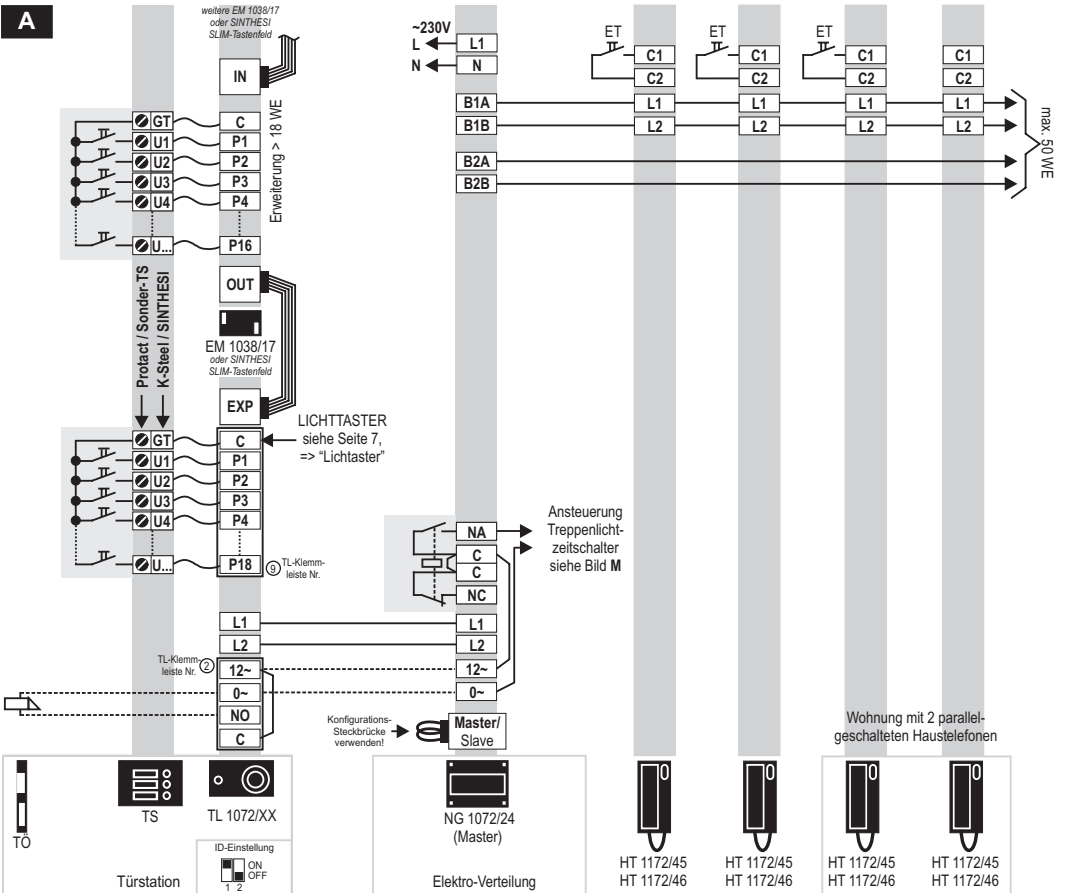 A
weitere EM 1038/17
oder SINTHESI
SLIM-Tastenfeld
IN
Erweiterung > 18 WE
GT C
U1 P1
U2 P2
U3 P3
U4 P4
U... P16
OUT
EM 1038/17
oder SINTHESI
SLIM-Tastenfeld
EXP
Protact / Sonder-TS
K-Steel / SINTHESI
LICHTTASTER
siehe Seite 7,
=> “Lichtaster”
GT C
U1 P1
U2 P2
U3 P3
U4 P4
U... P18
9 TL-Klemm-
leiste Nr.
L1
L2
TL-Klemm-
leiste Nr. 2
12~
0~
NO
C
~230V
L L1
N N
B1A
B1B
B2A
B2B
NA
C
C
NC
L1
L2
12~
0~
Ansteuerung
Treppenlicht-
zeitschalter
siehe Bild M
Konfigurations-
Steckbrücke
verwenden!
Master/
Slave
ET ET ET
C1 C1 C1 C1
C2 C2 C2 C2
L1 L1 L1 L1
L2 L2 L2 L2
max. 50 WE
Wohnung mit 2 parallel-
geschalteten Haustelefonen
TÖ
TS
TL 1072/XX
ID-Einstellung
ON
OFF
1 2
Türstation
NG 1072/24
(Master)
Elektro-Verteilung
HT 1172/45 HT 1172/45 HT 1172/45 HT 1172/45
HT 1172/46 HT 1172/46 HT 1172/46 HT 1172/46